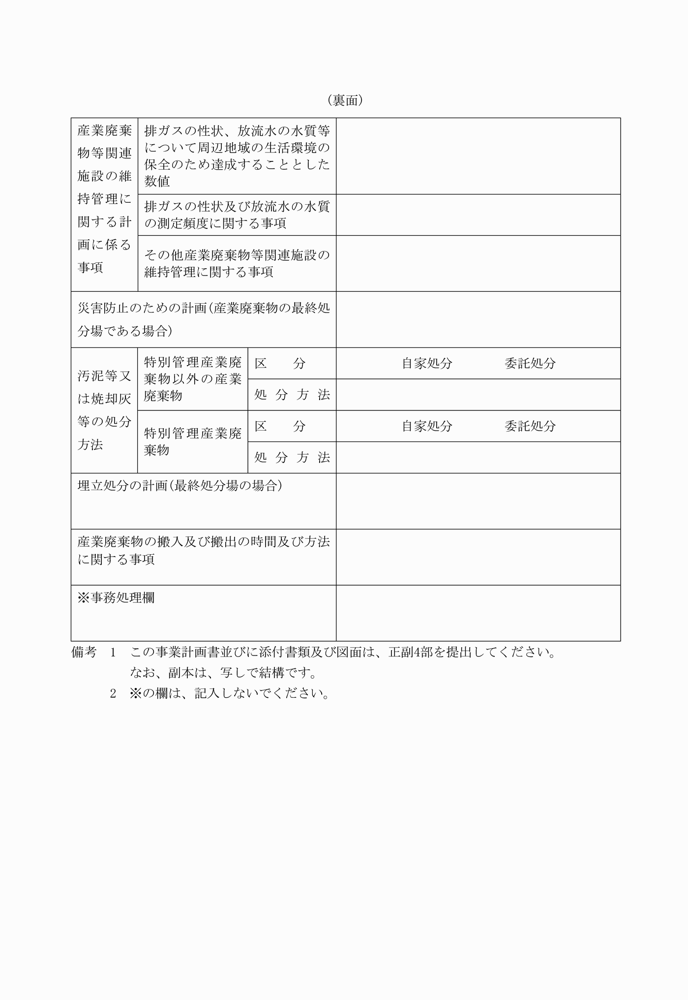 （裏面）
産業廃棄
物等関連
施設の維
持管理に
関する計
画に係る
事項
排ガスの性状、放流水の水質等
について周辺地域の生活環境の
保全のため達成することとした
数値
排ガスの性状及び放流水の水質
の測定頻度に関する事項
その他産業廃棄物等関連施設の
維持管理に関する事項
災害防止のための計画（産業廃棄物の最終処
分場である場合）
汚泥等又
は焼却灰
等の処分
方法
特別管理産業廃
棄物以外の産業
廃棄物
区　　分
自家処分　　　　委託処分
処 分 方 法
特別管理産業廃
棄物
区　　分
自家処分　　　　委託処分
処 分 方 法
埋立処分の計画（最終処分場の場合）
産業廃棄物の搬入及び搬出の時間及び方法
に関する事項
※事務処理欄
備考　1　この事業計画書並びに添付書類及び図面は、正副4部を提出してください。
なお、副本は、写しで結構です。
2　※の欄は、記入しないでください。